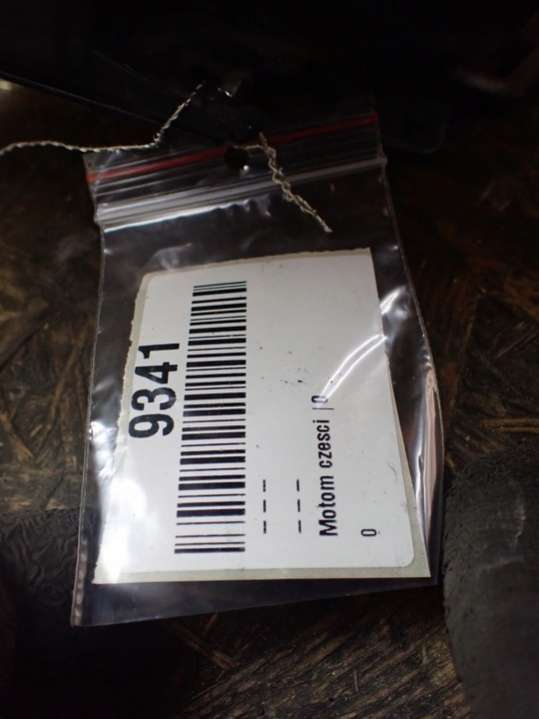 9341
---
---
Motom czesci | 0
0